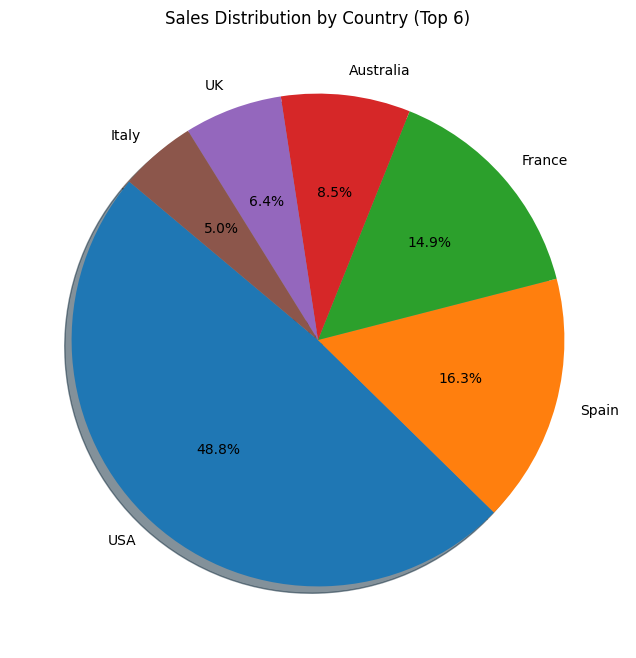 Sales Distribution by Country (Top 6)
Australia
UK
Italy
France
8.5%
6.4%
5.0%
14.9%
16.3%
Spain
48.8%
USA